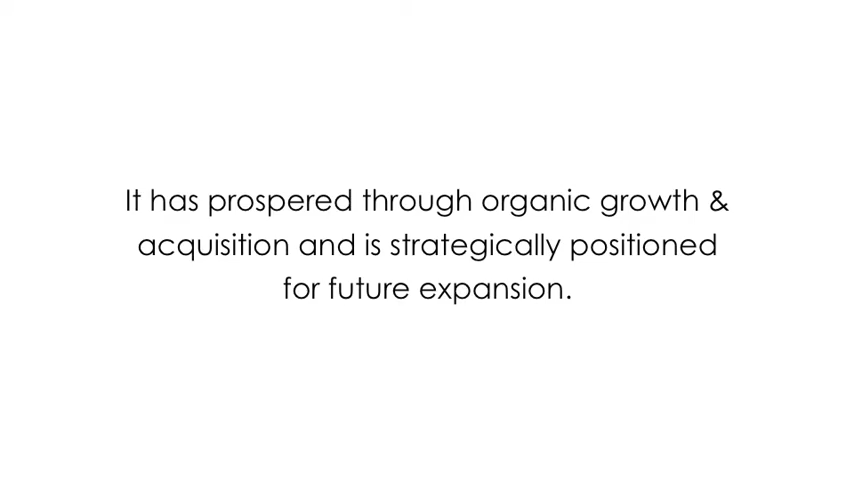 It has prospered through organic growth &
acquisition and is strategically positioned
for future expansion.